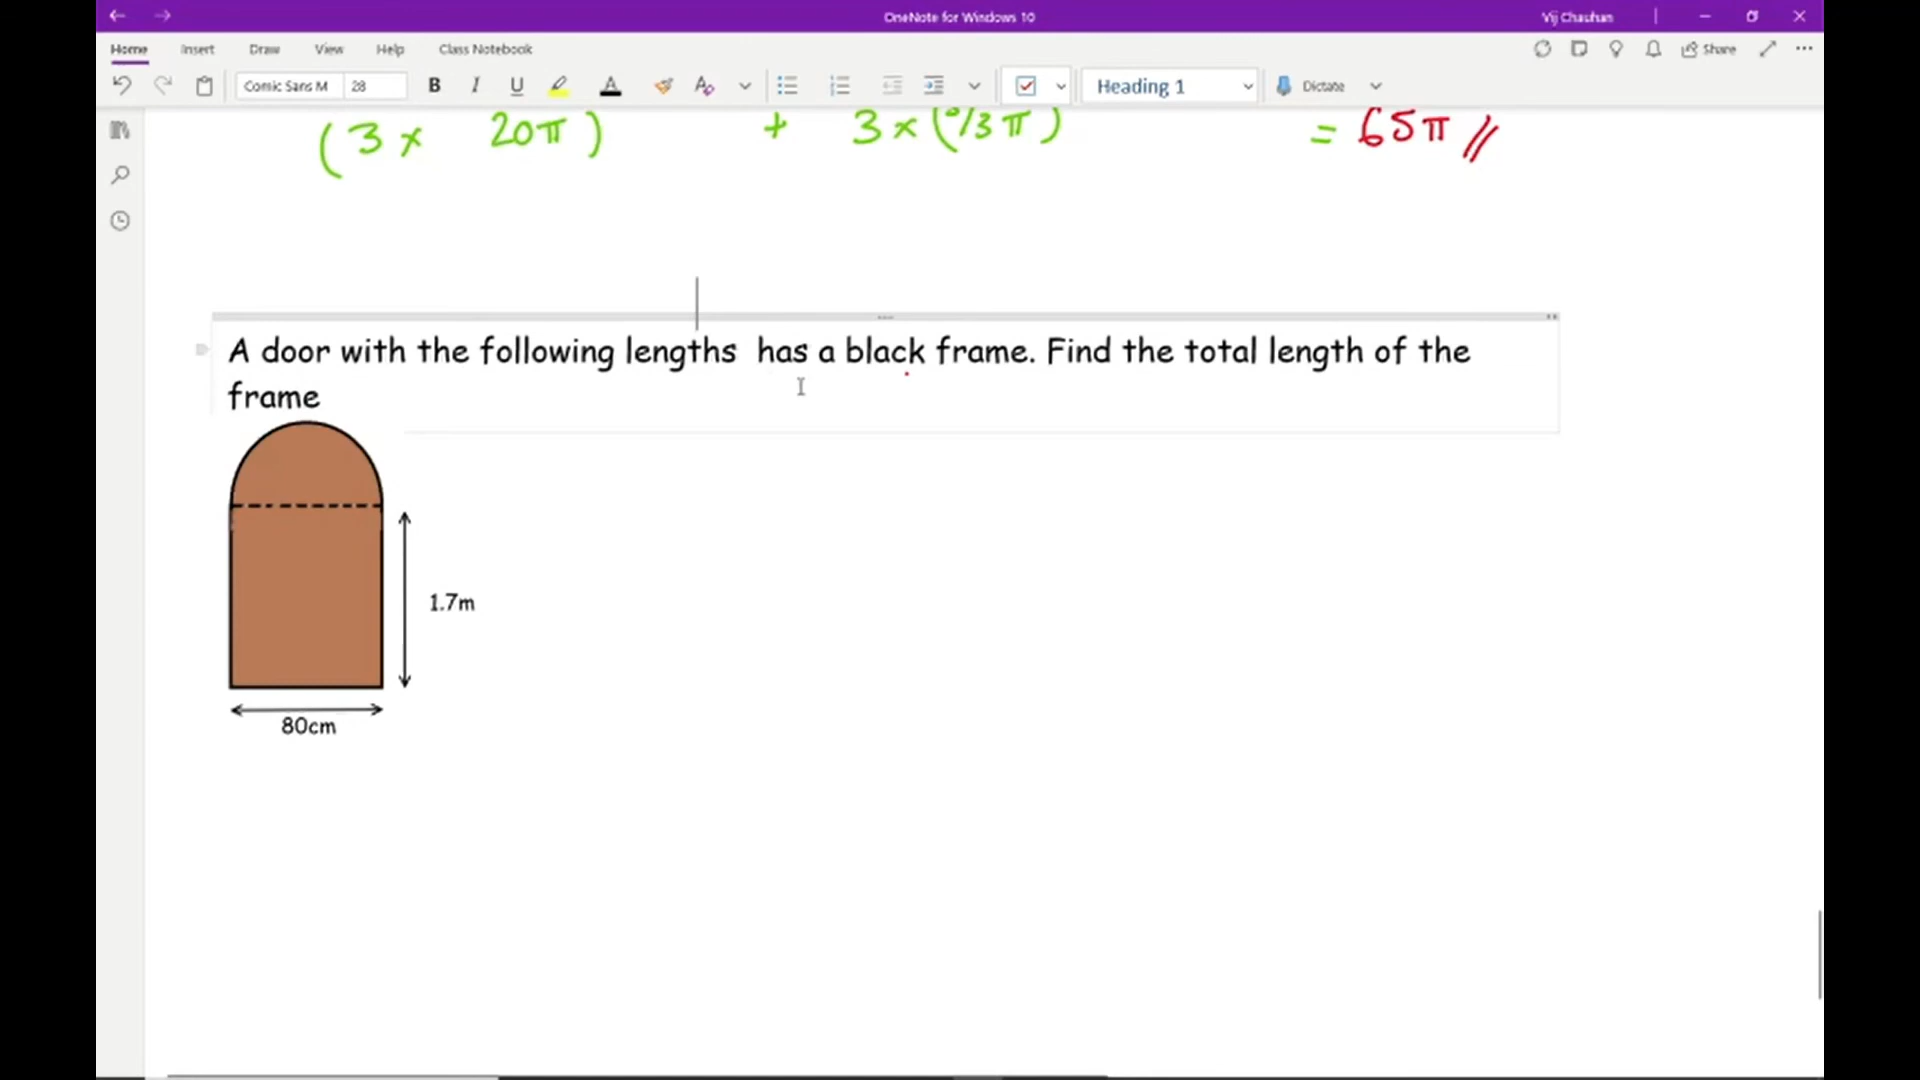 OneNote for Windows 10
Vij Chauhan
Home Insert Draw View Help Class Notebook
Share
Comic Sans M 28 B I U A Heading 1 Dictate
(3 × 20π) + 3 × ( /3 π) = 65π //
A door with the following lengths has a black frame. Find the total length of the
frame
1.7m
80cm